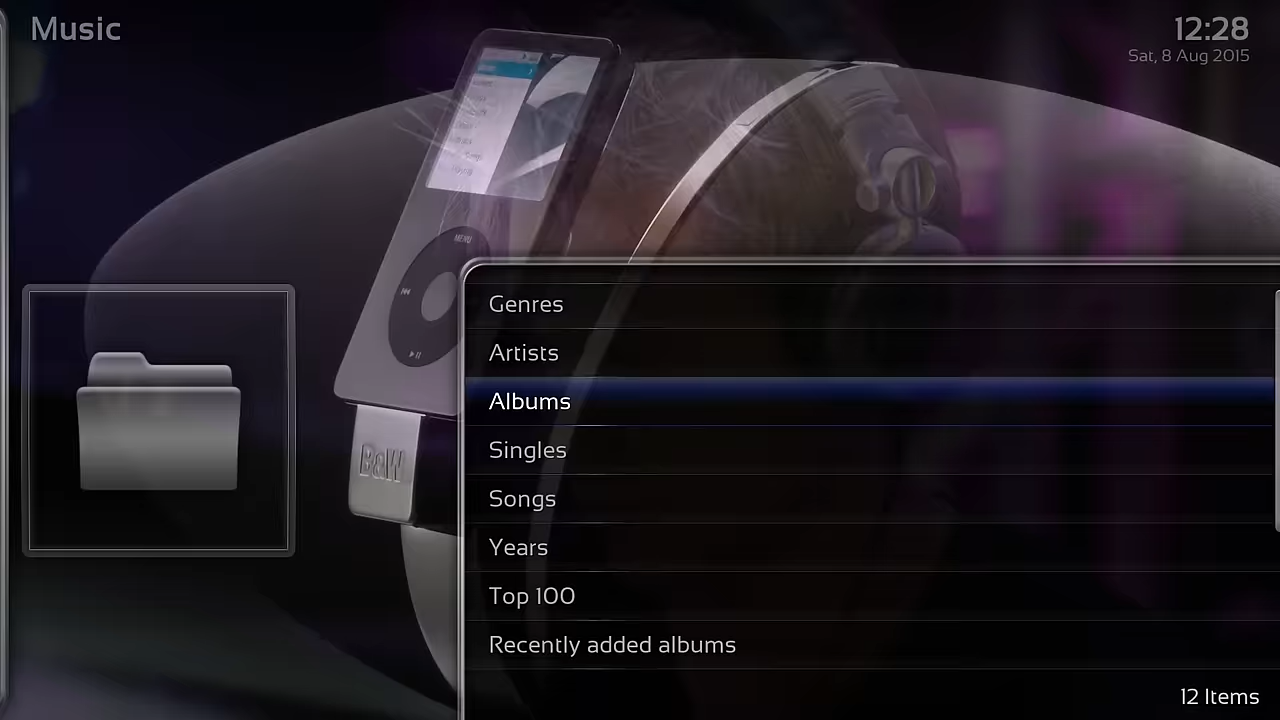 Music
12:28
Sat, 8 Aug 2015
MENU
Genres
Artists
Albums
Singles
Songs
Years
Top 100
Recently added albums
B&W
12 Items